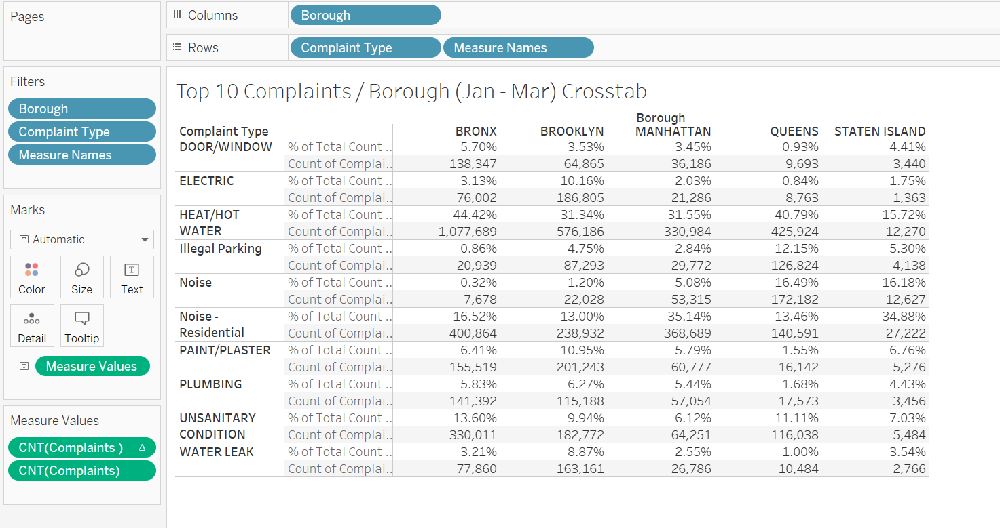 Pages
Columns Borough
Rows Complaint Type Measure Names
Filters
Borough
Complaint Type
Measure Names
Marks
Automatic
Color Size Text
Detail Tooltip
Measure Values
Measure Values
CNT(Complaints ) Δ
CNT(Complaints)
Top 10 Complaints / Borough (Jan - Mar) Crosstab
Borough
Complaint Type BRONX BROOKLYN MANHATTAN QUEENS STATEN ISLAND
DOOR/WINDOW % of Total Count .. 5.70% 3.53% 3.45% 0.93% 4.41%
Count of Complai.. 138,347 64,865 36,186 9,693 3,440
ELECTRIC % of Total Count .. 3.13% 10.16% 2.03% 0.84% 1.75%
Count of Complai.. 76,002 186,805 21,286 8,763 1,363
HEAT/HOT % of Total Count .. 44.42% 31.34% 31.55% 40.79% 15.72%
WATER Count of Complai.. 1,077,689 576,186 330,984 425,924 12,270
Illegal Parking % of Total Count .. 0.86% 4.75% 2.84% 12.15% 5.30%
Count of Complai.. 20,939 87,293 29,772 126,824 4,138
Noise % of Total Count .. 0.32% 1.20% 5.08% 16.49% 16.18%
Count of Complai.. 7,678 22,028 53,315 172,182 12,627
Noise - % of Total Count .. 16.52% 13.00% 35.14% 13.46% 34.88%
Residential Count of Complai.. 400,864 238,932 368,689 140,591 27,222
PAINT/PLASTER % of Total Count .. 6.41% 10.95% 5.79% 1.55% 6.76%
Count of Complai.. 155,519 201,243 60,777 16,142 5,276
PLUMBING % of Total Count .. 5.83% 6.27% 5.44% 1.68% 4.43%
Count of Complai.. 141,392 115,188 57,054 17,573 3,456
UNSANITARY % of Total Count .. 13.60% 9.94% 6.12% 11.11% 7.03%
CONDITION Count of Complai.. 330,011 182,772 64,251 116,038 5,484
WATER LEAK % of Total Count .. 3.21% 8.87% 2.55% 1.00% 3.54%
Count of Complai.. 77,860 163,161 26,786 10,484 2,766